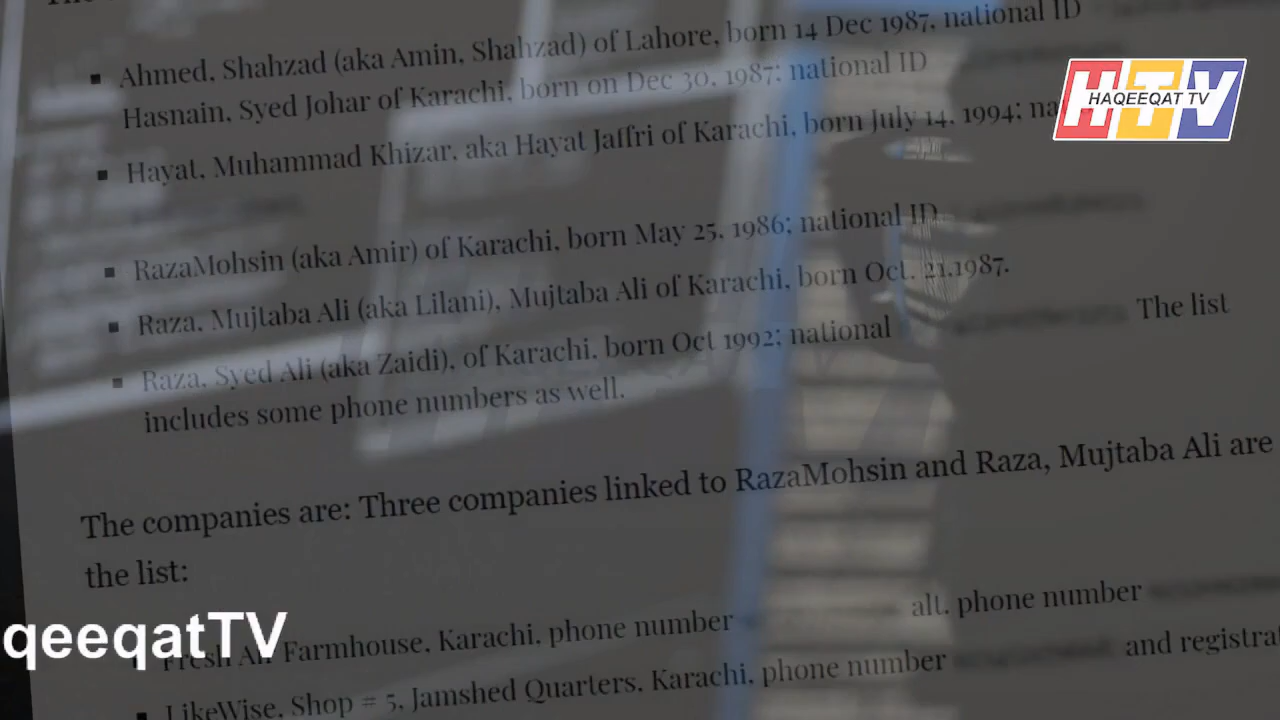 Ahmed, Shahzad (aka Amin, Shahzad) of Lahore, born 14 Dec 1987, national ID
Hasnain, Syed Johar of Karachi, born on Dec 30, 1987; national ID
Hayat, Muhammad Khizar, aka Hayat Jaffri of Karachi, born July 14, 1994; na
HTV
HAQEEQAT TV
RazaMohsin (aka Amir) of Karachi, born May 25, 1986; national ID
Raza, Mujtaba Ali (aka Lilani), Mujtaba Ali of Karachi, born Oct. 21.1987.
Raza, Syed Ali (aka Zaidi), of Karachi, born Oct 1992; national The list
includes some phone numbers as well.
The companies are: Three companies linked to RazaMohsin and Raza, Mujtaba Ali are
the list:
qeeqatTV
Fresh Air Farmhouse, Karachi, phone number alt. phone number
LikeWise, Shop = 5, Jamshed Quarters, Karachi, phone number and registrat